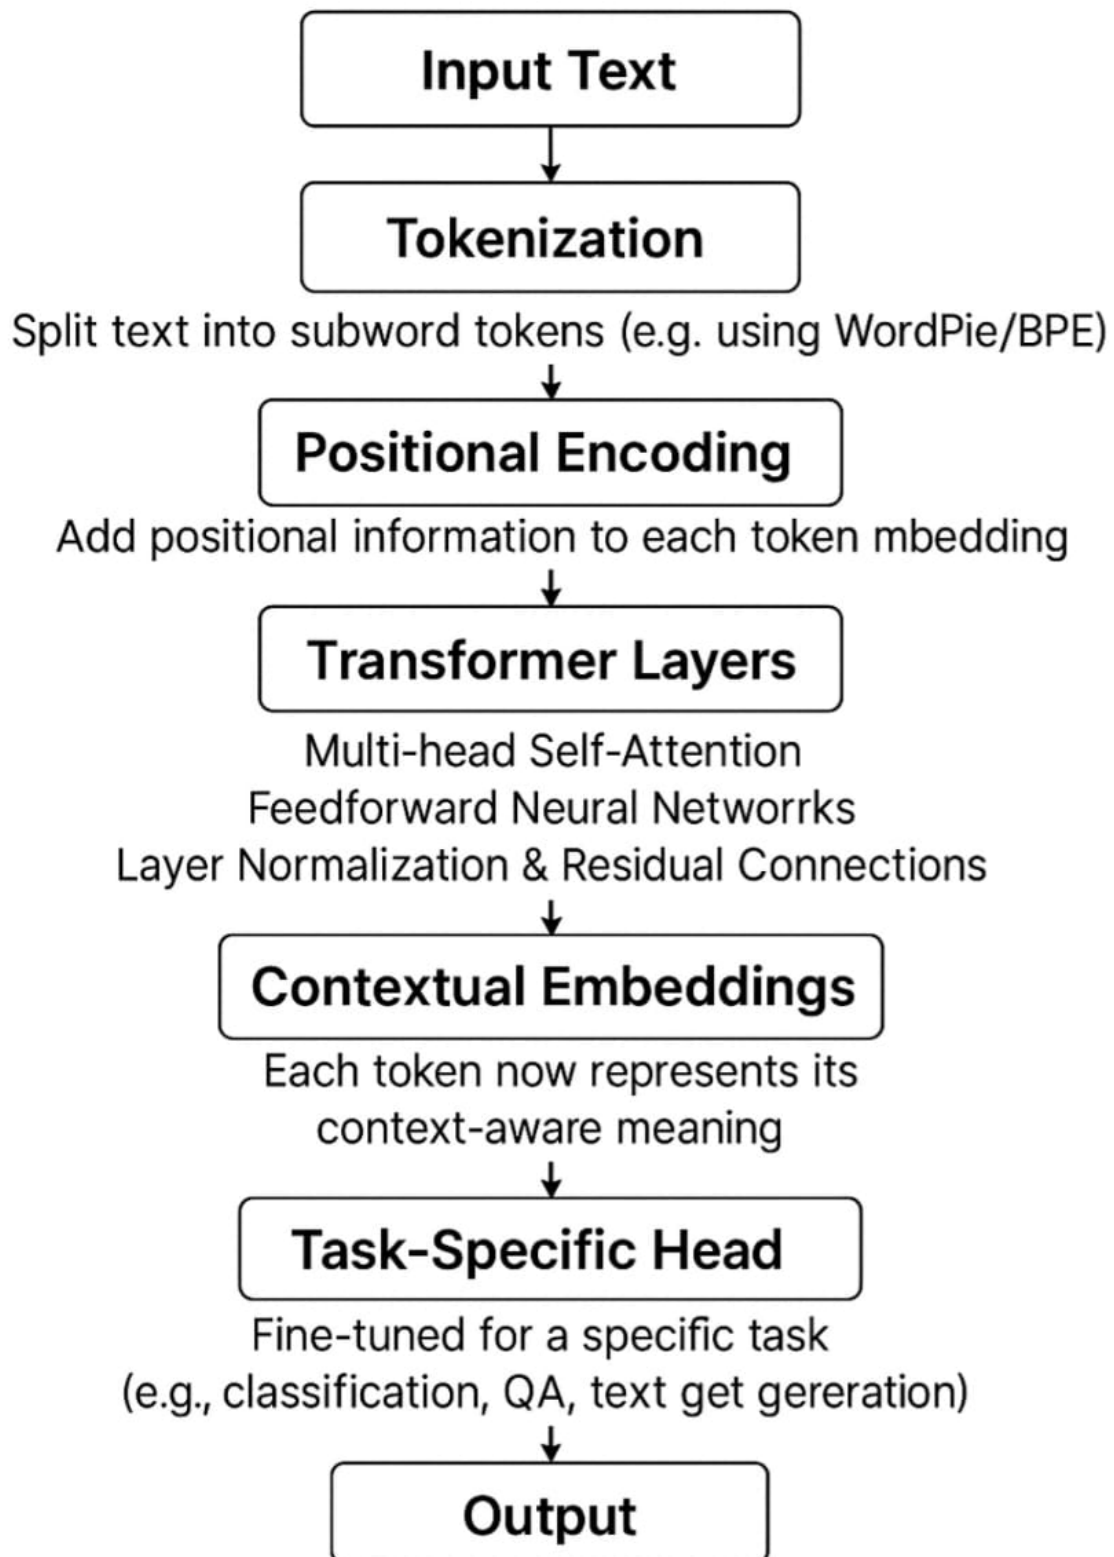 Input Text
Tokenization
Split text into subword tokens (e.g. using WordPie/BPE)
Positional Encoding
Add positional information to each token mbedding
Transformer Layers
Multi-head Self-Attention
Feedforward Neural Networrks
Layer Normalization & Residual Connections
Contextual Embeddings
Each token now represents its
context-aware meaning
Task-Specific Head
Fine-tuned for a specific task
(e.g., classification, QA, text get gereration)
Output